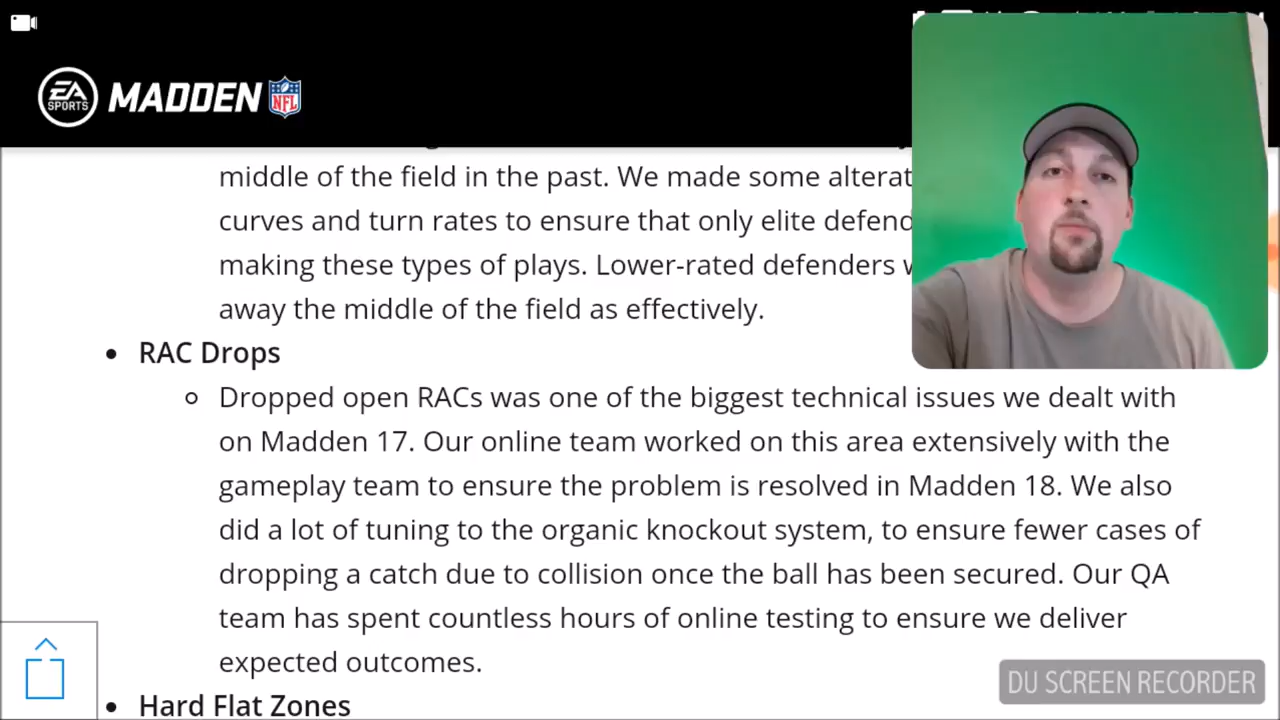 EA
SPORTS
MADDEN
NFL
middle of the field in the past. We made some alterat
curves and turn rates to ensure that only elite defend
making these types of plays. Lower-rated defenders
away the middle of the field as effectively.
• RAC Drops
Dropped open RACs was one of the biggest technical issues we dealt with
on Madden 17. Our online team worked on this area extensively with the
gameplay team to ensure the problem is resolved in Madden 18. We also
did a lot of tuning to the organic knockout system, to ensure fewer cases of
dropping a catch due to collision once the ball has been secured. Our QA
team has spent countless hours of online testing to ensure we deliver
expected outcomes.
• Hard Flat Zones
DU SCREEN RECORDER